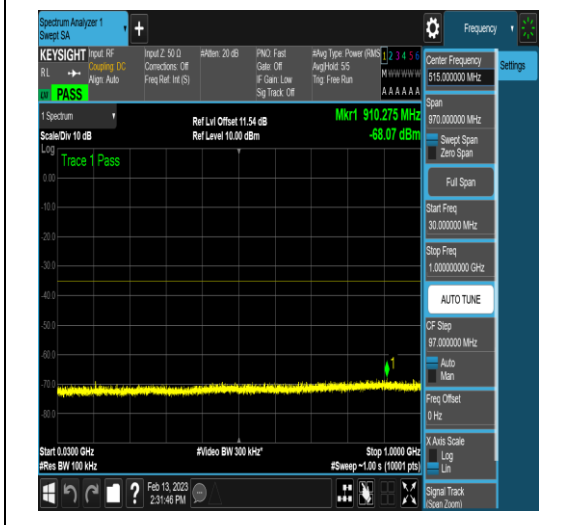 Spectrum Analyzer 1
Swept SA
+
Frequency
KEYSIGHT
RL
PASS
Input: RF
Coupling: DC
Align: Auto
Input Z: 50 Ω
Corrections: Off
Freq Ref: Int (S)
#Atten: 20 dB
PNO: Fast
Gate: Off
IF Gain: Low
Sig Track: Off
#Avg Type: Power (RMS
Avg|Hold: 5/5
Trig: Free Run
1 2 3 4 5 6
M W W W W W
A A A A A A
1 Spectrum
Scale/Div 10 dB
Ref Lvl Offset 11.54 dB
Ref Level 10.00 dBm
Mkr1 910.275 MHz
-68.07 dBm
Log
Trace 1 Pass
0.00
-10.0
-20.0
-30.0
-40.0
-50.0
-60.0
-70.0
-80.0
1
Start 0.0300 GHz
#Res BW 100 kHz
#Video BW 300 kHz*
Stop 1.0000 GHz
#Sweep ~1.00 s (10001 pts)
?
Feb 13, 2023
2:31:46 PM
Center Frequency
515.000000 MHz
Settings
Span
970.000000 MHz
Swept Span
Zero Span
Full Span
Start Freq
30.000000 MHz
Stop Freq
1.000000000 GHz
AUTO TUNE
CF Step
97.000000 MHz
Auto
Man
Freq Offset
0 Hz
X Axis Scale
Log
Lin
Signal Track
(Span Zoom)